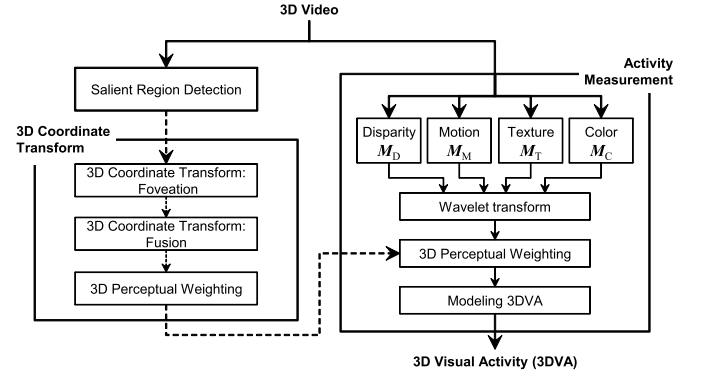 3D Video
Salient Region Detection
3D Coordinate
Transform
3D Coordinate Transform:
Foveation
3D Coordinate Transform:
Fusion
3D Perceptual Weighting
Activity
Measurement
Disparity
M_D
Motion
M_M
Texture
M_T
Color
M_C
Wavelet transform
3D Perceptual Weighting
Modeling 3DVA
3D Visual Activity (3DVA)